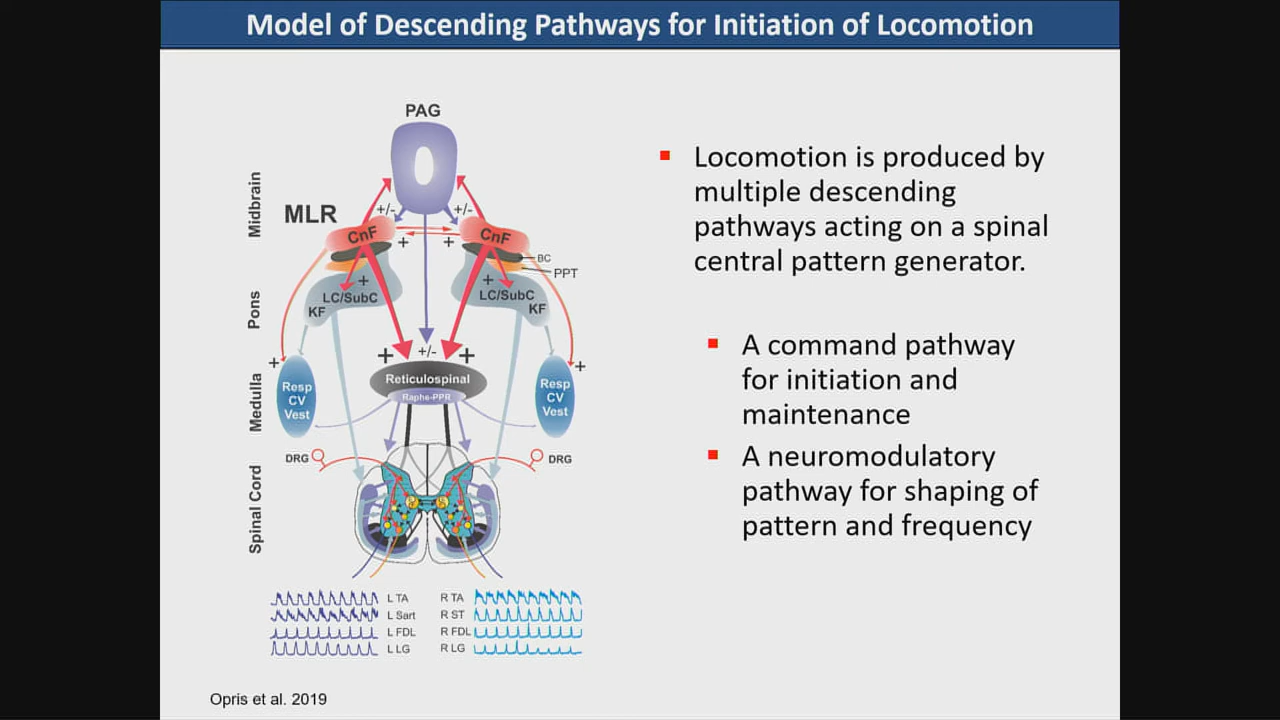 Model of Descending Pathways for Initiation of Locomotion
PAG
Midbrain
MLR
+/-
+/-
CnF
CnF
+
+
BC
PPT
+
+
LC/SubC
LC/SubC
KF
KF
Pons
+
+/-
+
+
+
Reticulospinal
Raphe-PPR
Resp
CV
Vest
Resp
CV
Vest
Medulla
DRG
DRG
Spinal Cord
L TA
R TA
L Sart
R ST
L FDL
R FDL
L LG
R LG
Opris et al. 2019
▪ Locomotion is produced by
multiple descending
pathways acting on a spinal
central pattern generator.
▪ A command pathway
for initiation and
maintenance
▪ A neuromodulatory
pathway for shaping of
pattern and frequency